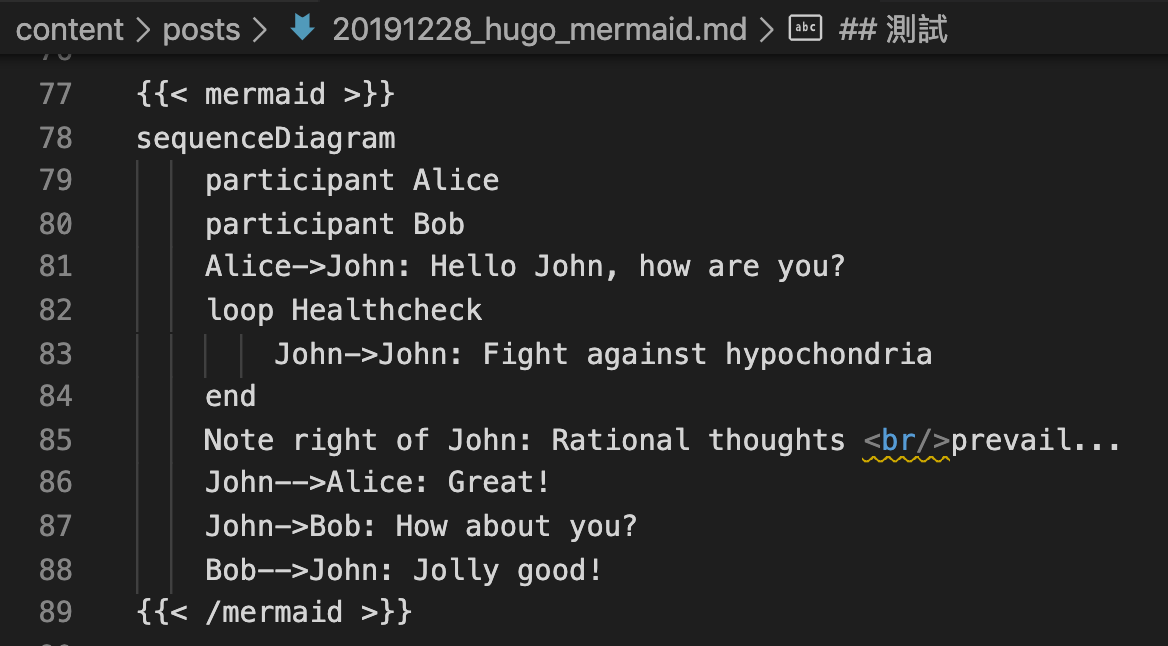 content > posts > 20191228_hugo_mermaid.md > abc ## 測試
77 {{< mermaid >}}
78 sequenceDiagram
79 participant Alice
80 participant Bob
81 Alice->John: Hello John, how are you?
82 loop Healthcheck
83 John->John: Fight against hypochondria
84 end
85 Note right of John: Rational thoughts <br/>prevail...
86 John-->Alice: Great!
87 John->Bob: How about you?
88 Bob-->John: Jolly good!
89 {{< /mermaid >}}